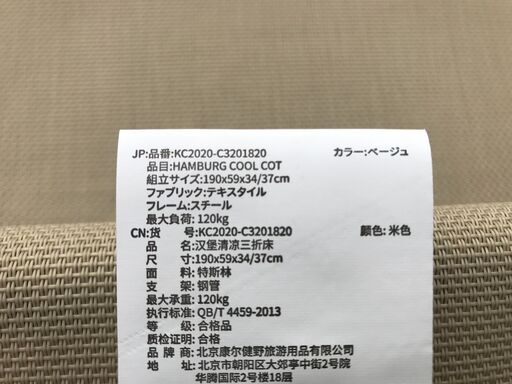 JP:品番:KC2020-C3201820 カラー:ベージュ
品目:HAMBURG COOL COT
組立サイズ:190x59x34/37cm
ファブリック:テキスタイル
フレーム:スチール
最大負荷:120kg
CN:货 号:KC2020-C3201820 颜色: 米色
品 名:汉堡清凉三折床
尺 寸:190x59x34/37cm
面 料:特斯林
支 架:钢管
最大承重:120kg
执行标准:QB/T 4459-2013
等 级:合格品
质检证明:合格
品 牌 商:北京康尔健野旅游用品有限公司
北京市朝阳区大郊亭中街2号院
华腾国际2号楼18层